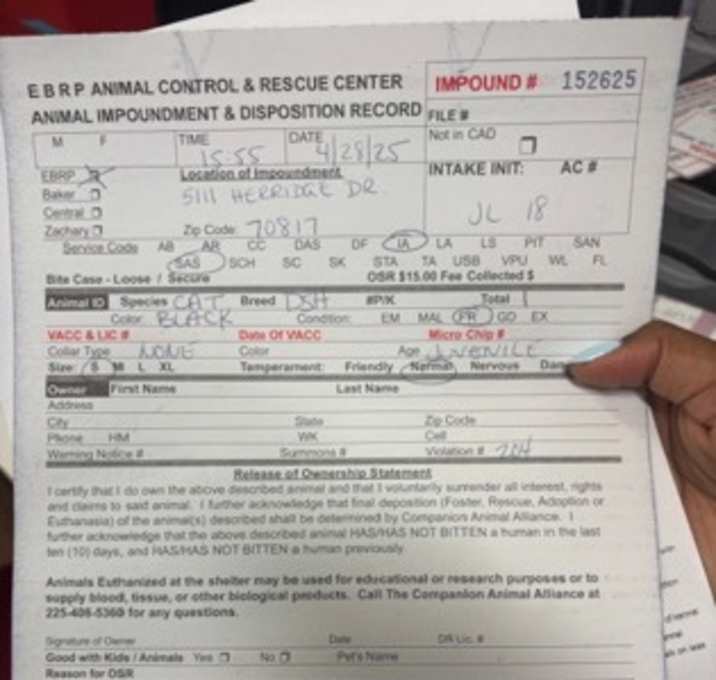 EBRP ANIMAL CONTROL & RESCUE CENTER
ANIMAL IMPOUNDMENT & DISPOSITION RECORD
IMPOUND # 152625
FILE #
M F TIME 15:55 DATE 4/28/25
Not in CAD
EBRP Location of Impoundment
INTAKE INIT: AC #
Baker 5111 HERRIDGE DR
Central
JL 18
Zachary Zip Code 70817
Service Code AB AR CC DAS DF IA LA LS PIT SAN
SAS SCH SC SK STA TA USB VPU WL FL
Bite Case - Loose / Secure OSR $15.00 Fee Collected $
Animal ID Species CAT Breed DSH #P/K Total 1
Color BLACK Condition: EM MAL FR GD EX
VACC & LIC # Date Of VACC Micro Chip #
Collar Type NONE Color Age JUVENILE
Size S M L XL Temperament: Friendly Normal Nervous
Owner First Name Last Name
Address
City State Zip Code
Phone HM WK Cell
Warning Notice # Summons # Violation # 204
Release of Ownership Statement
I certify that I do own the above described animal and that I voluntarily surrender all interest, rights
and claims to said animal. I further acknowledge that final deposition (Foster, Rescue, Adoption or
Euthanasia) of the animal(s) described shall be determined by Companion Animal Alliance. I
further acknowledge that the above described animal HAS/HAS NOT BITTEN a human in the last
ten (10) days, and HAS/HAS NOT BITTEN a human previously
Animals Euthanized at the shelter may be used for educational or research purposes or to
supply blood, tissue, or other biological products. Call The Companion Animal Alliance at
225-408-5360 for any questions.
Signature of Owner Date DR Lic. #
Good with Kids / Animals Yes No Pet's Name
Reason for OSR